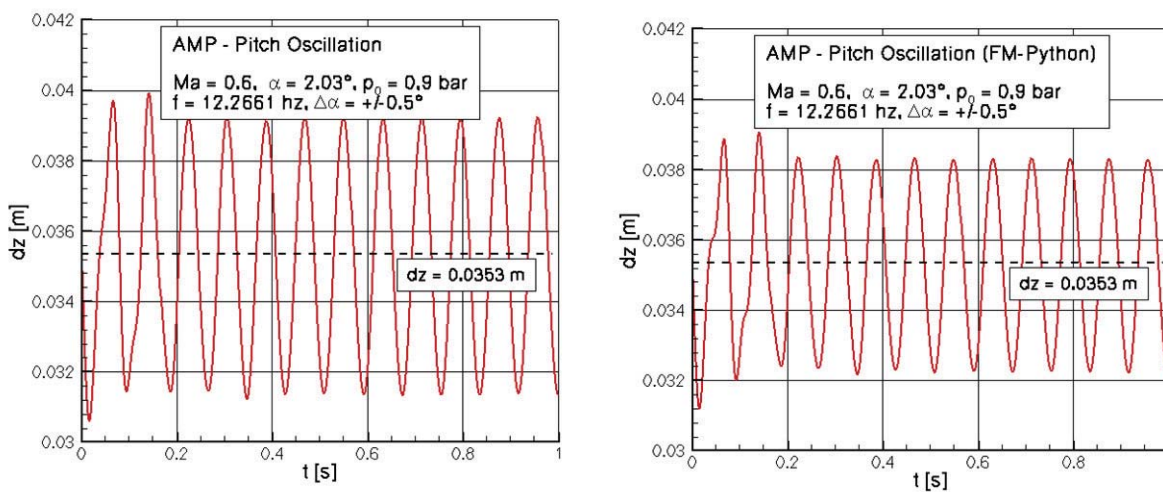 0.042
0.04
0.038
0.036
0.034
0.032
0.03
dz [m]
AMP - Pitch Oscillation
Ma = 0.6, α = 2.03°, p₀ = 0.9 bar
f = 12.2661 hz, Δα = +/-0.5°
dz = 0.0353 m
0 0.2 0.4 0.6 0.8 1
t [s]
0.042
0.04
0.038
0.036
0.034
0.032
0.03
dz [m]
AMP - Pitch Oscillation (FM-Python)
Ma = 0.6, α = 2.03°, p₀ = 0.9 bar
f = 12.2661 hz, Δα = +/-0.5°
dz = 0.0353 m
0 0.2 0.4 0.6 0.8
t [s]